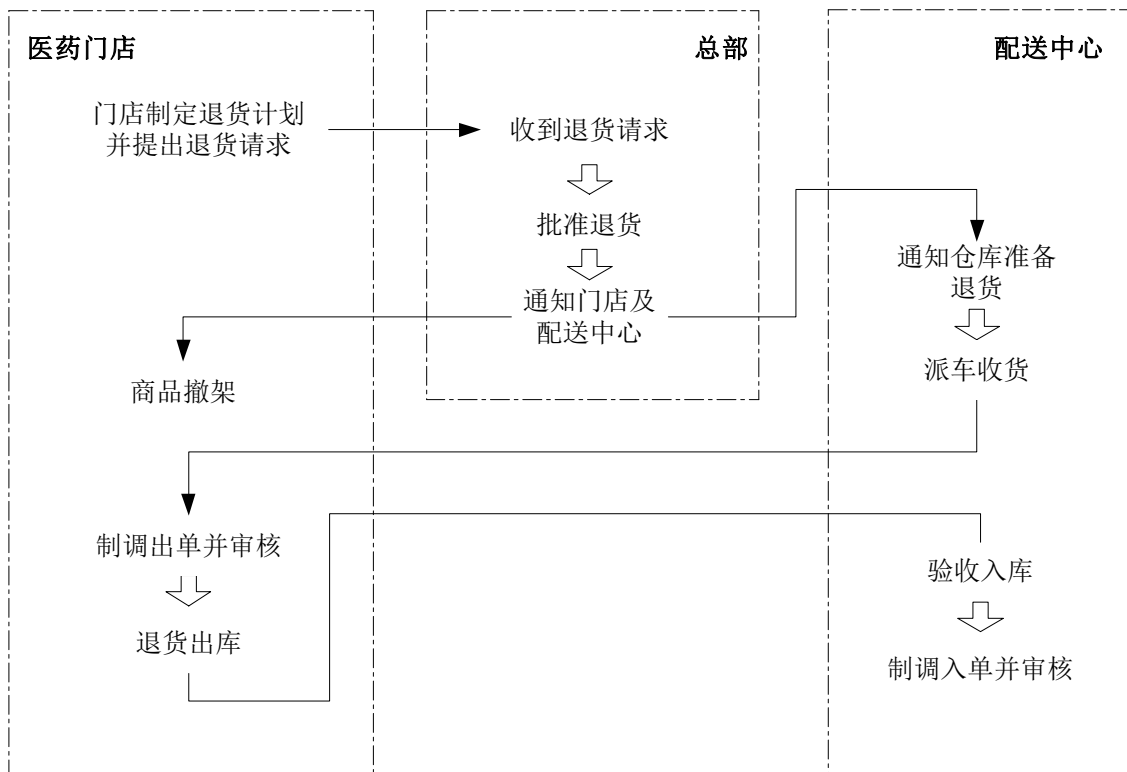 医药门店
总部
配送中心
门店制定退货计划
并提出退货请求
收到退货请求
批准退货
通知门店及
配送中心
通知仓库准备
退货
派车收货
商品撤架
制调出单并审核
退货出库
验收入库
制调入单并审核